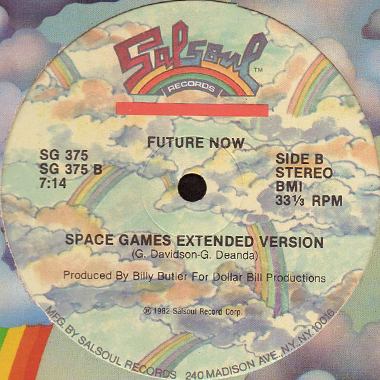 Salsoul
TM
RECORDS
FUTURE NOW
SG 375
SG 375 B
7:14
SIDE B
STEREO
BMI
33⅓ RPM
SPACE GAMES EXTENDED VERSION
(G. Davidson-G. Deanda)
Produced By Billy Butler For Dollar Bill Productions
℗ 1982 Salsoul Record Corp.
MFG. BY SALSOUL RECORDS 240 MADISON AVE., NY, NY 10016